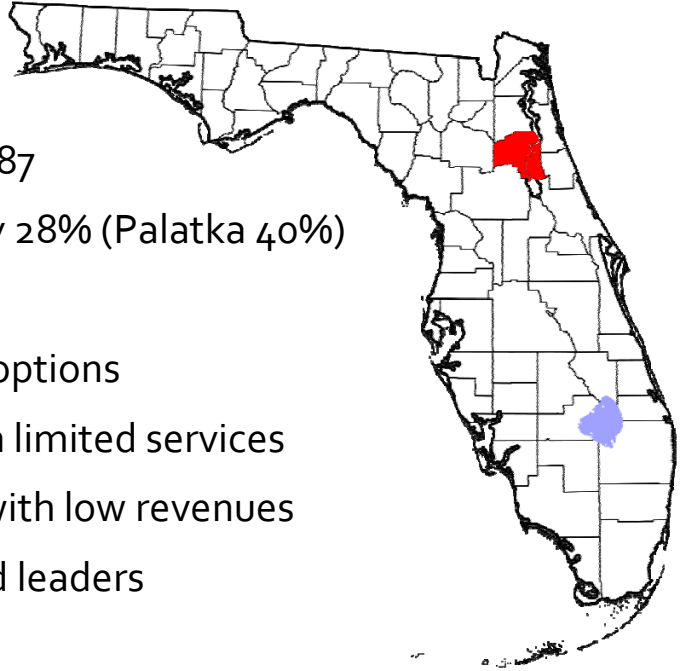 87
28% (Palatka 40%)
options
limited services
with low revenues
leaders